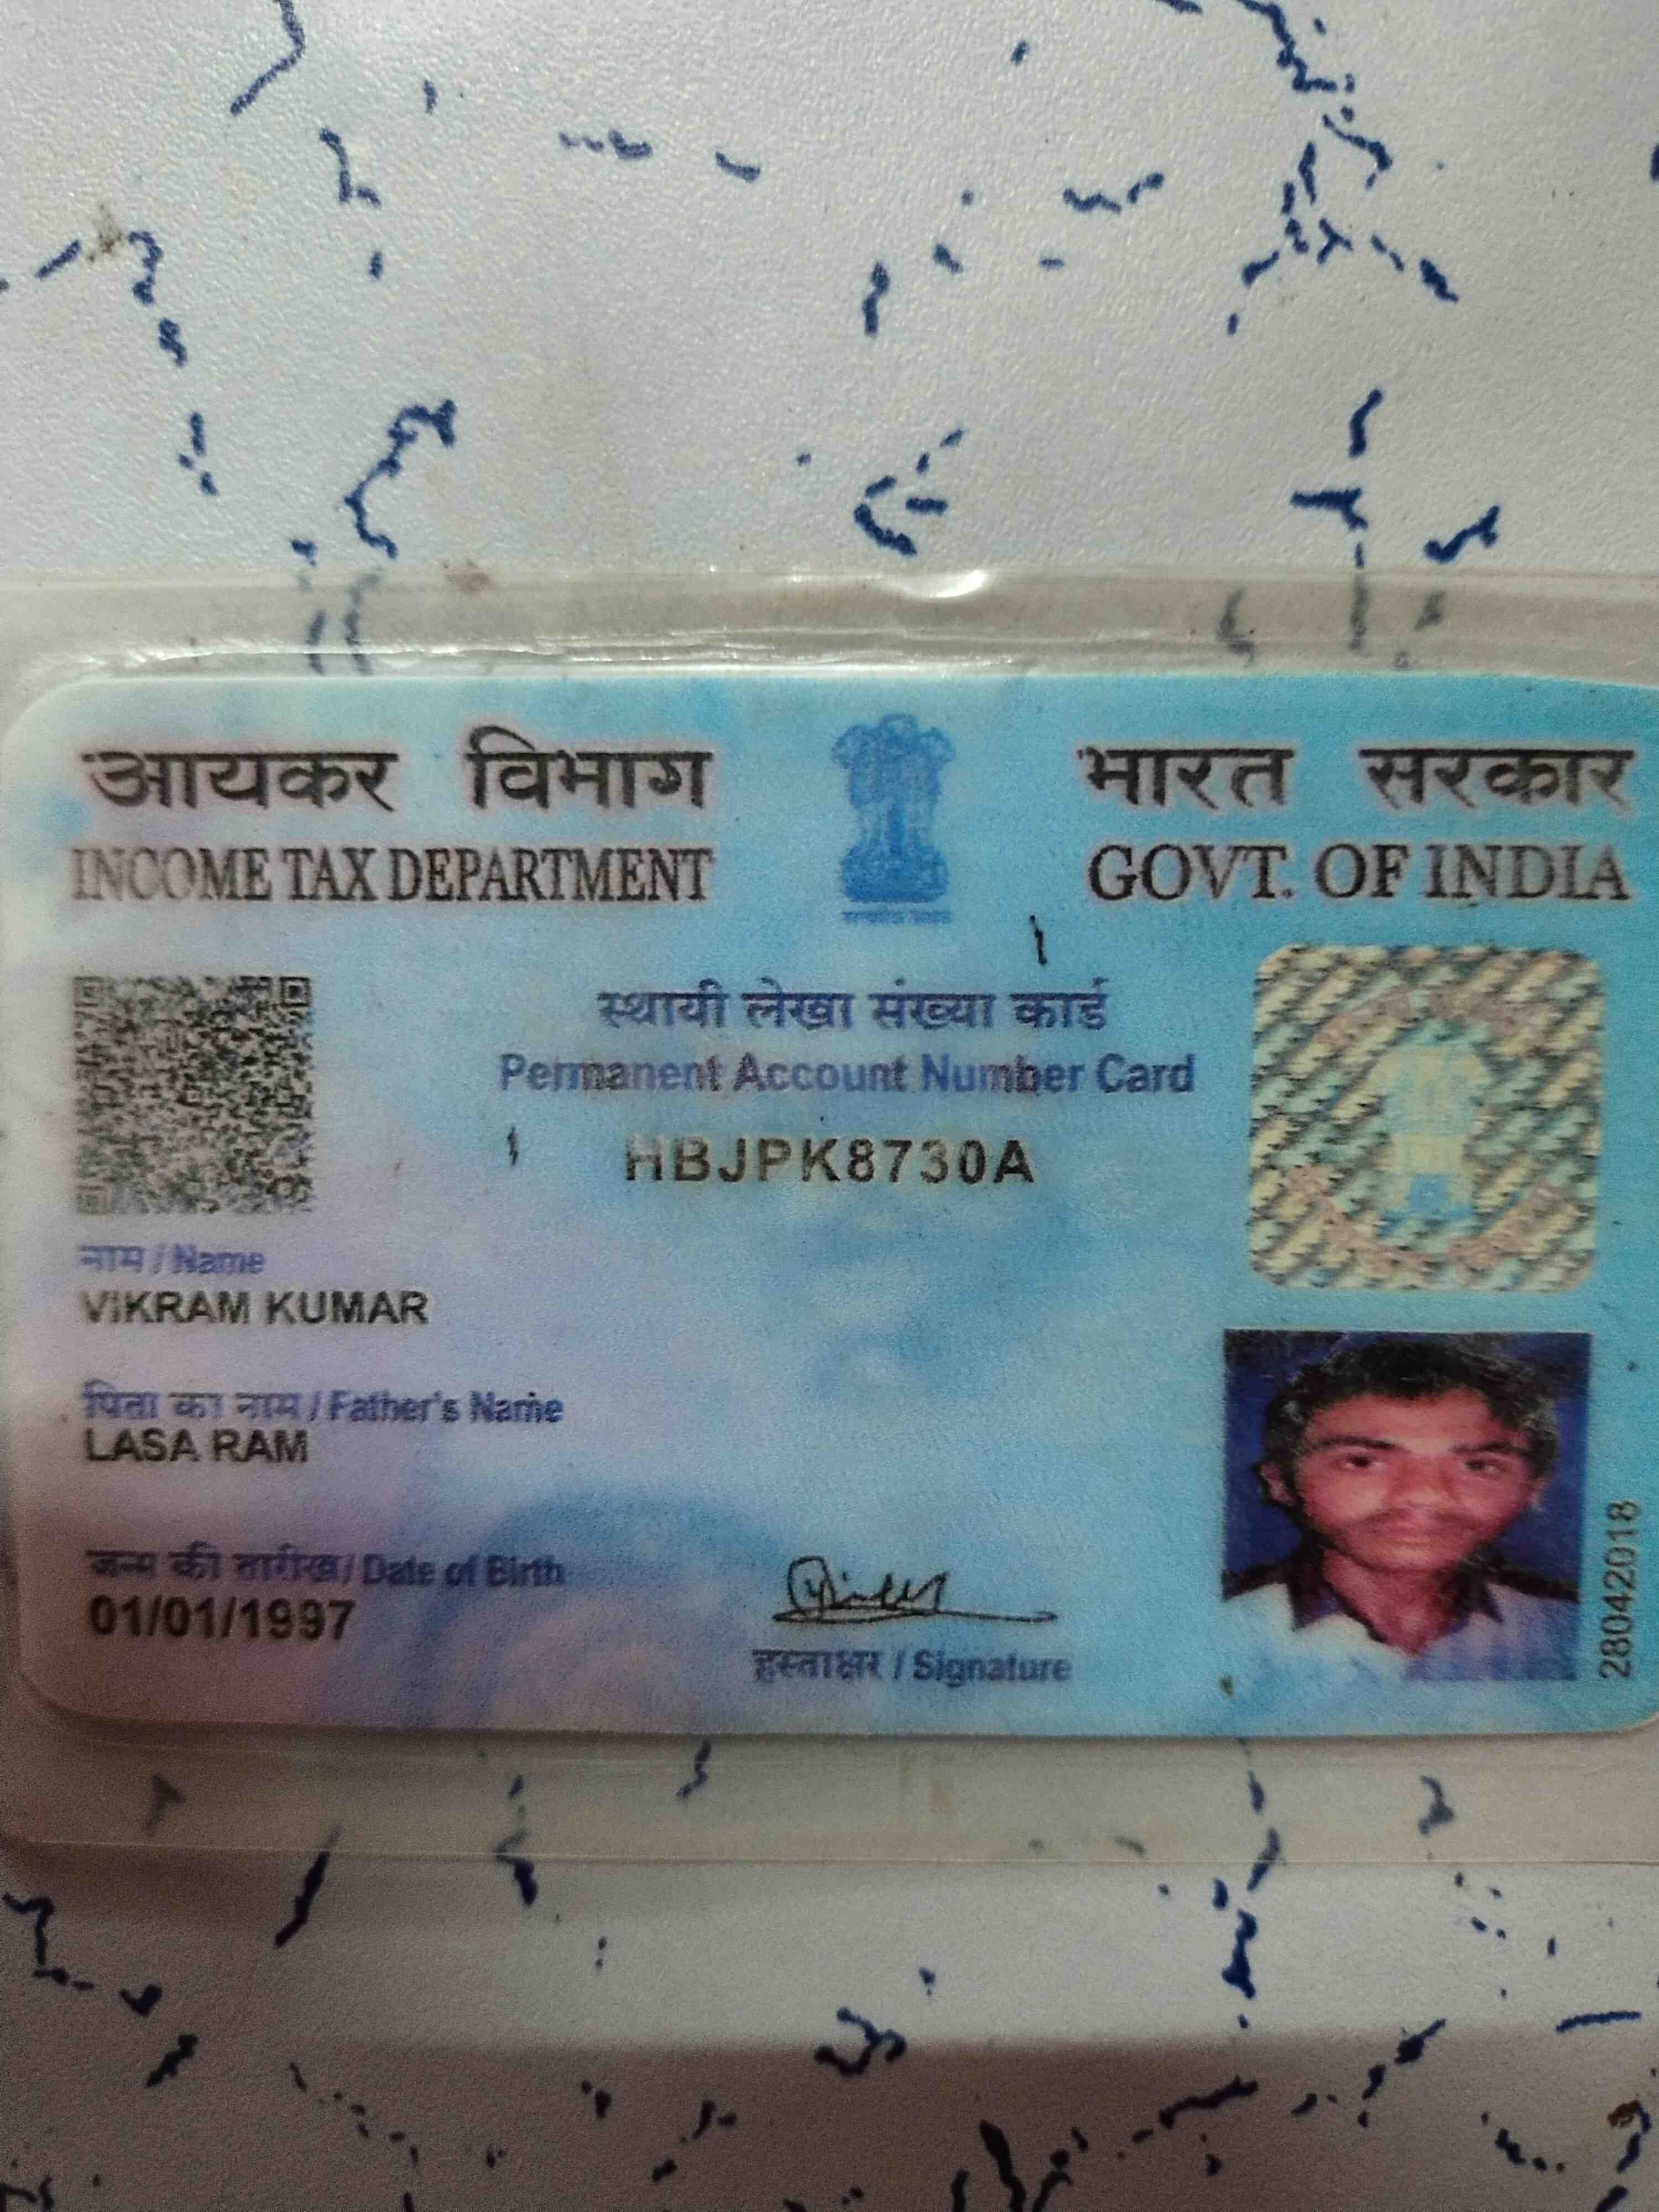 आयकर विभाग
INCOME TAX DEPARTMENT
भारत सरकार
GOVT. OF INDIA
स्थायी लेखा संख्या कार्ड
Permanent Account Number Card
HBJPK8730A
नाम / Name
VIKRAM KUMAR
पिता का नाम / Father's Name
LASA RAM
जन्म की तारीख / Date of Birth
01/01/1997
हस्ताक्षर / Signature
28042018